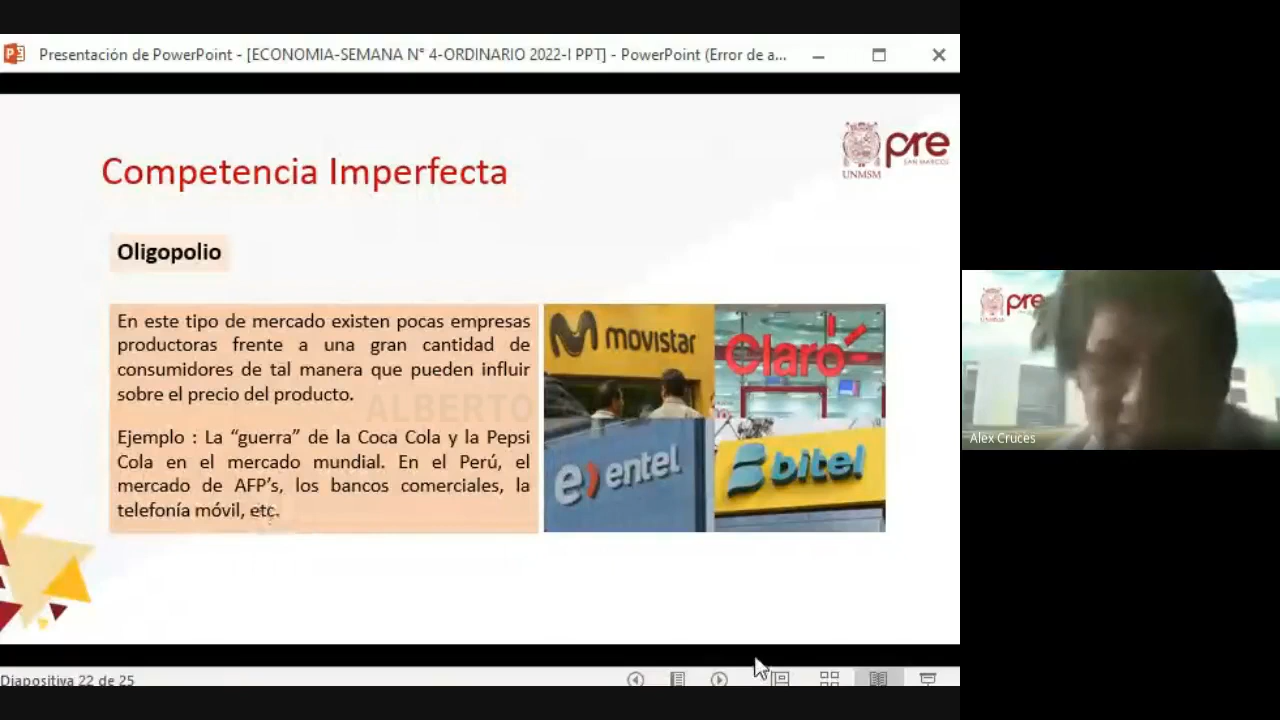 Presentación de PowerPoint - [ECONOMIA-SEMANA N° 4-ORDINARIO 2022-I PPT] - PowerPoint (Error de a...
pre
SAN MARCOS
UNMSM
Competencia Imperfecta
Oligopolio
En este tipo de mercado existen pocas empresas
productoras frente a una gran cantidad de
consumidores de tal manera que pueden influir
sobre el precio del producto.
ALBERTO
Ejemplo : La “guerra” de la Coca Cola y la Pepsi
Cola en el mercado mundial. En el Perú, el
mercado de AFP’s, los bancos comerciales, la
telefonía móvil, etc.
movistar
Claro
entel
bitel
pre
Alex Cruces
Diapositiva 22 de 25